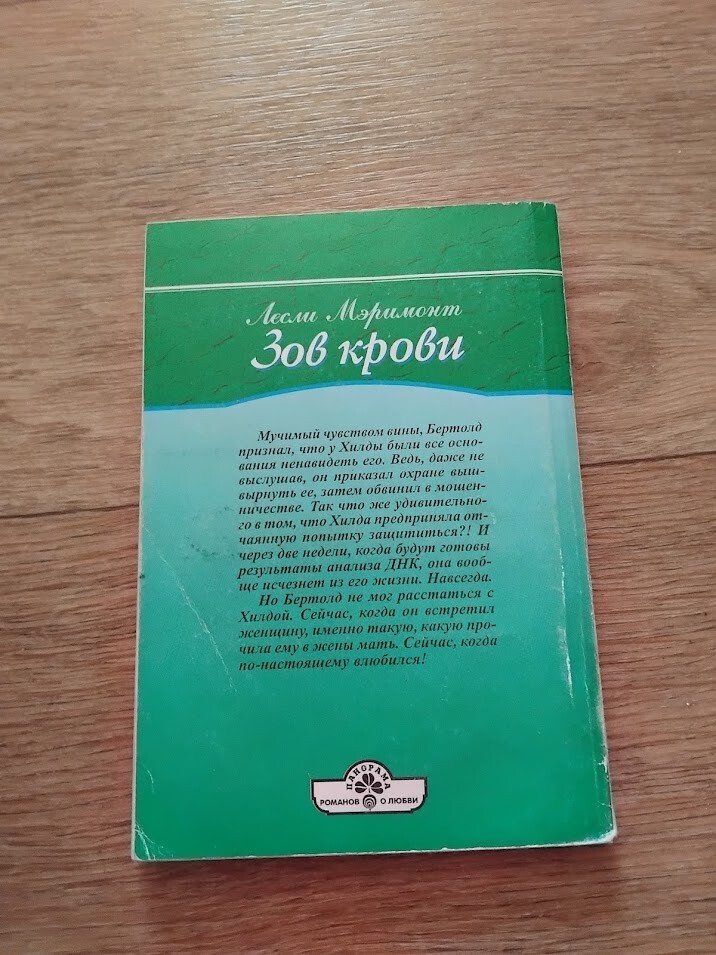 Лесли Мэримонт
Зов крови
Мучимый чувством вины, Бертолд
признал, что у Хилды были все осно-
вания ненавидеть его. Ведь, даже не
выслушав, он приказал охране выш-
вырнуть ее, затем обвинил в мошен-
ничестве. Так что же удивительно-
го в том, что Хилда предприняла от-
чаянную попытку защититься?! И
через две недели, когда будут готовы
результаты анализа ДНК, она вооб-
ще исчезнет из его жизни. Навсегда.
Но Бертолд не мог расстаться с
Хилдой. Сейчас, когда он встретил
женщину, именно такую, какую про-
чила ему в жены мать. Сейчас, когда
по-настоящему влюбился!
ПАНОРАМА
РОМАНОВ О ЛЮБВИ